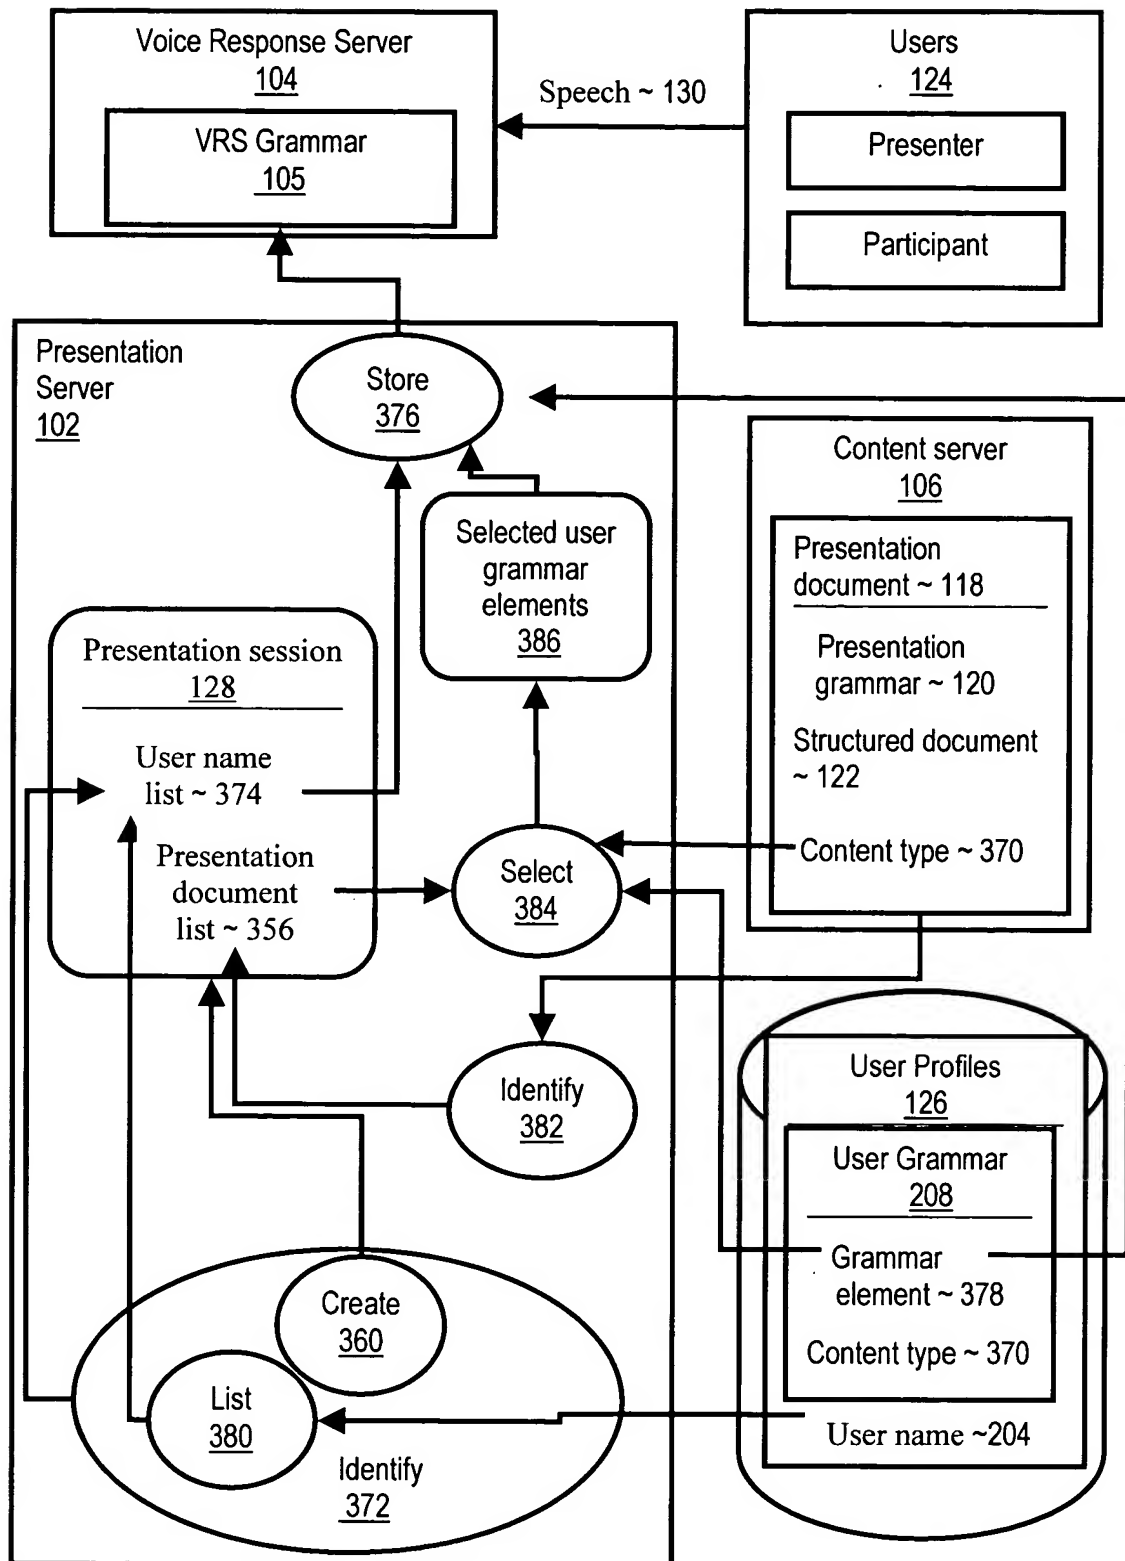 Voice Response Server
104
VRS Grammar
105
Speech ~ 130
Users
124
Presenter
Participant
Presentation
Server
102
Store
376
Selected user
grammar
elements
386
Content server
106
Presentation
document ~ 118
Presentation
grammar ~ 120
Structured document
~ 122
Content type ~ 370
Presentation session
128
User name
list ~ 374
Presentation
document
list ~ 356
Select
384
Identify
382
User Profiles
126
User Grammar
208
Grammar
element ~ 378
Content type ~ 370
User name ~204
Create
360
List
380
Identify
372